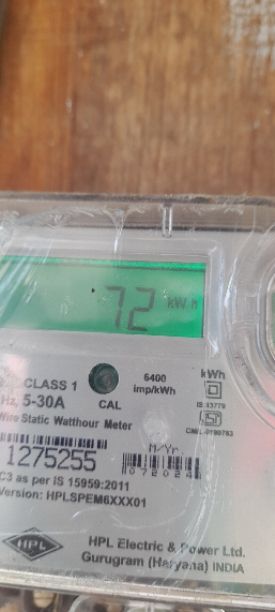 72 kWh
CLASS 1
6400 imp/kWh
kWh
Hz, 5-30A
CAL
IS 13779
Wire Static Watthour Meter
1275255
M/Yr.
C3 as per IS 15959:2011
Version: HPLSPEM6XXX01
HPL
HPL Electric & Power Ltd.
Gurugram (Haryana) INDIA